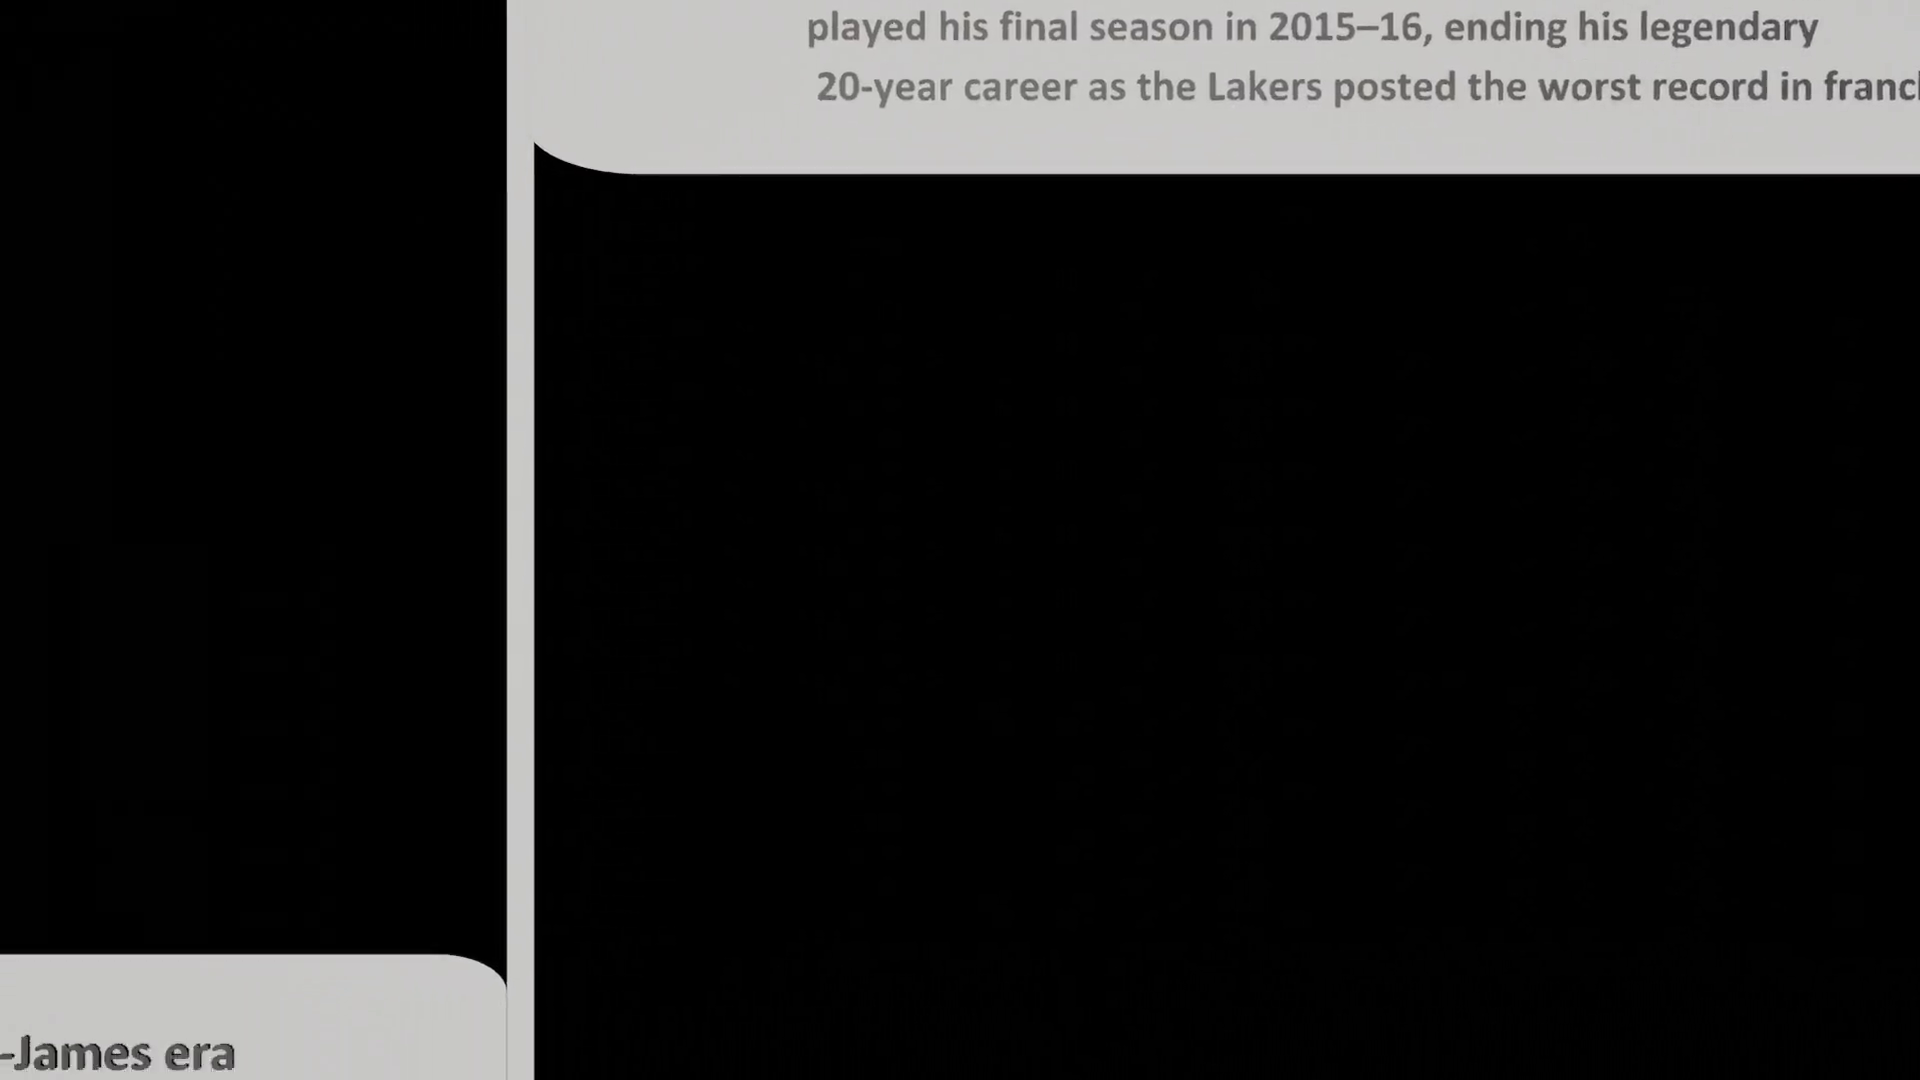 played his final season in 2015–16, ending his legendary
20-year career as the Lakers posted the worst record in
-James era